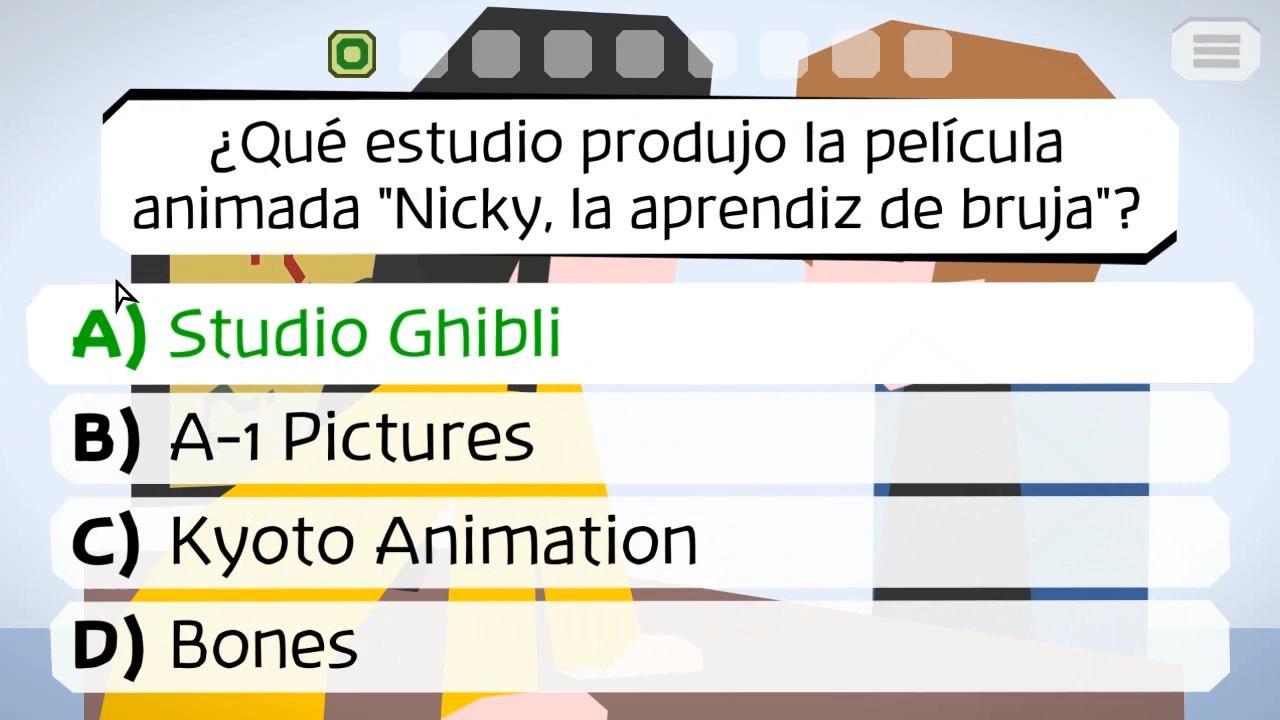 ¿Qué estudio produjo la película
animada "Nicky, la aprendiz de bruja"?
A) Studio Ghibli
B) A-1 Pictures
C) Kyoto Animation
D) Bones